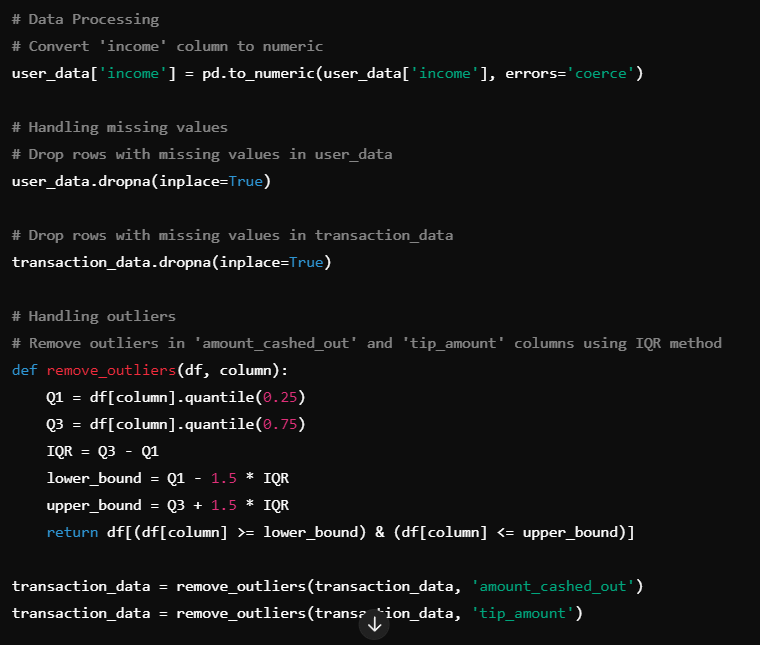 # Data Processing
# Convert 'income' column to numeric
user_data['income'] = pd.to_numeric(user_data['income'], errors='coerce')
# Handling missing values
# Drop rows with missing values in user_data
user_data.dropna(inplace=True)
# Drop rows with missing values in transaction_data
transaction_data.dropna(inplace=True)
# Handling outliers
# Remove outliers in 'amount_cashed_out' and 'tip_amount' columns using IQR method
def remove_outliers(df, column):
    Q1 = df[column].quantile(0.25)
    Q3 = df[column].quantile(0.75)
    IQR = Q3 - Q1
    lower_bound = Q1 - 1.5 * IQR
    upper_bound = Q3 + 1.5 * IQR
    return df[(df[column] >= lower_bound) & (df[column] <= upper_bound)]
transaction_data = remove_outliers(transaction_data, 'amount_cashed_out')
transaction_data = remove_outliers(transaction_data, 'tip_amount')